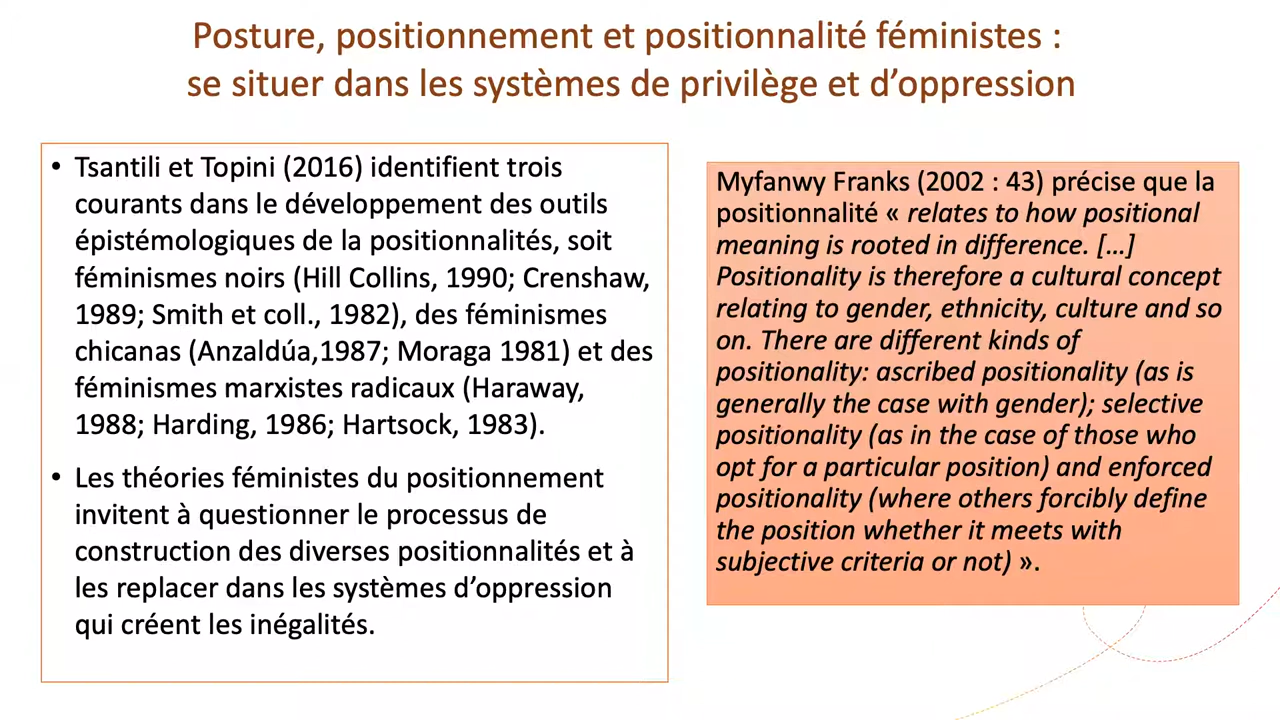 Posture, positionnement et positionnalité féministes :
se situer dans les systèmes de privilège et d’oppression
• Tsantili et Topini (2016) identifient trois
courants dans le développement des outils
épistémologiques de la positionnalités, soit
féminismes noirs (Hill Collins, 1990; Crenshaw,
1989; Smith et coll., 1982), des féminismes
chicanas (Anzaldúa,1987; Moraga 1981) et des
féminismes marxistes radicaux (Haraway,
1988; Harding, 1986; Hartsock, 1983).
• Les théories féministes du positionnement
invitent à questionner le processus de
construction des diverses positionnalités et à
les replacer dans les systèmes d’oppression
qui créent les inégalités.
Myfanwy Franks (2002 : 43) précise que la
positionnalité « relates to how positional
meaning is rooted in difference. […]
Positionality is therefore a cultural concept
relating to gender, ethnicity, culture and so
on. There are different kinds of
positionality: ascribed positionality (as is
generally the case with gender); selective
positionality (as in the case of those who
opt for a particular position) and enforced
positionality (where others forcibly define
the position whether it meets with
subjective criteria or not) ».